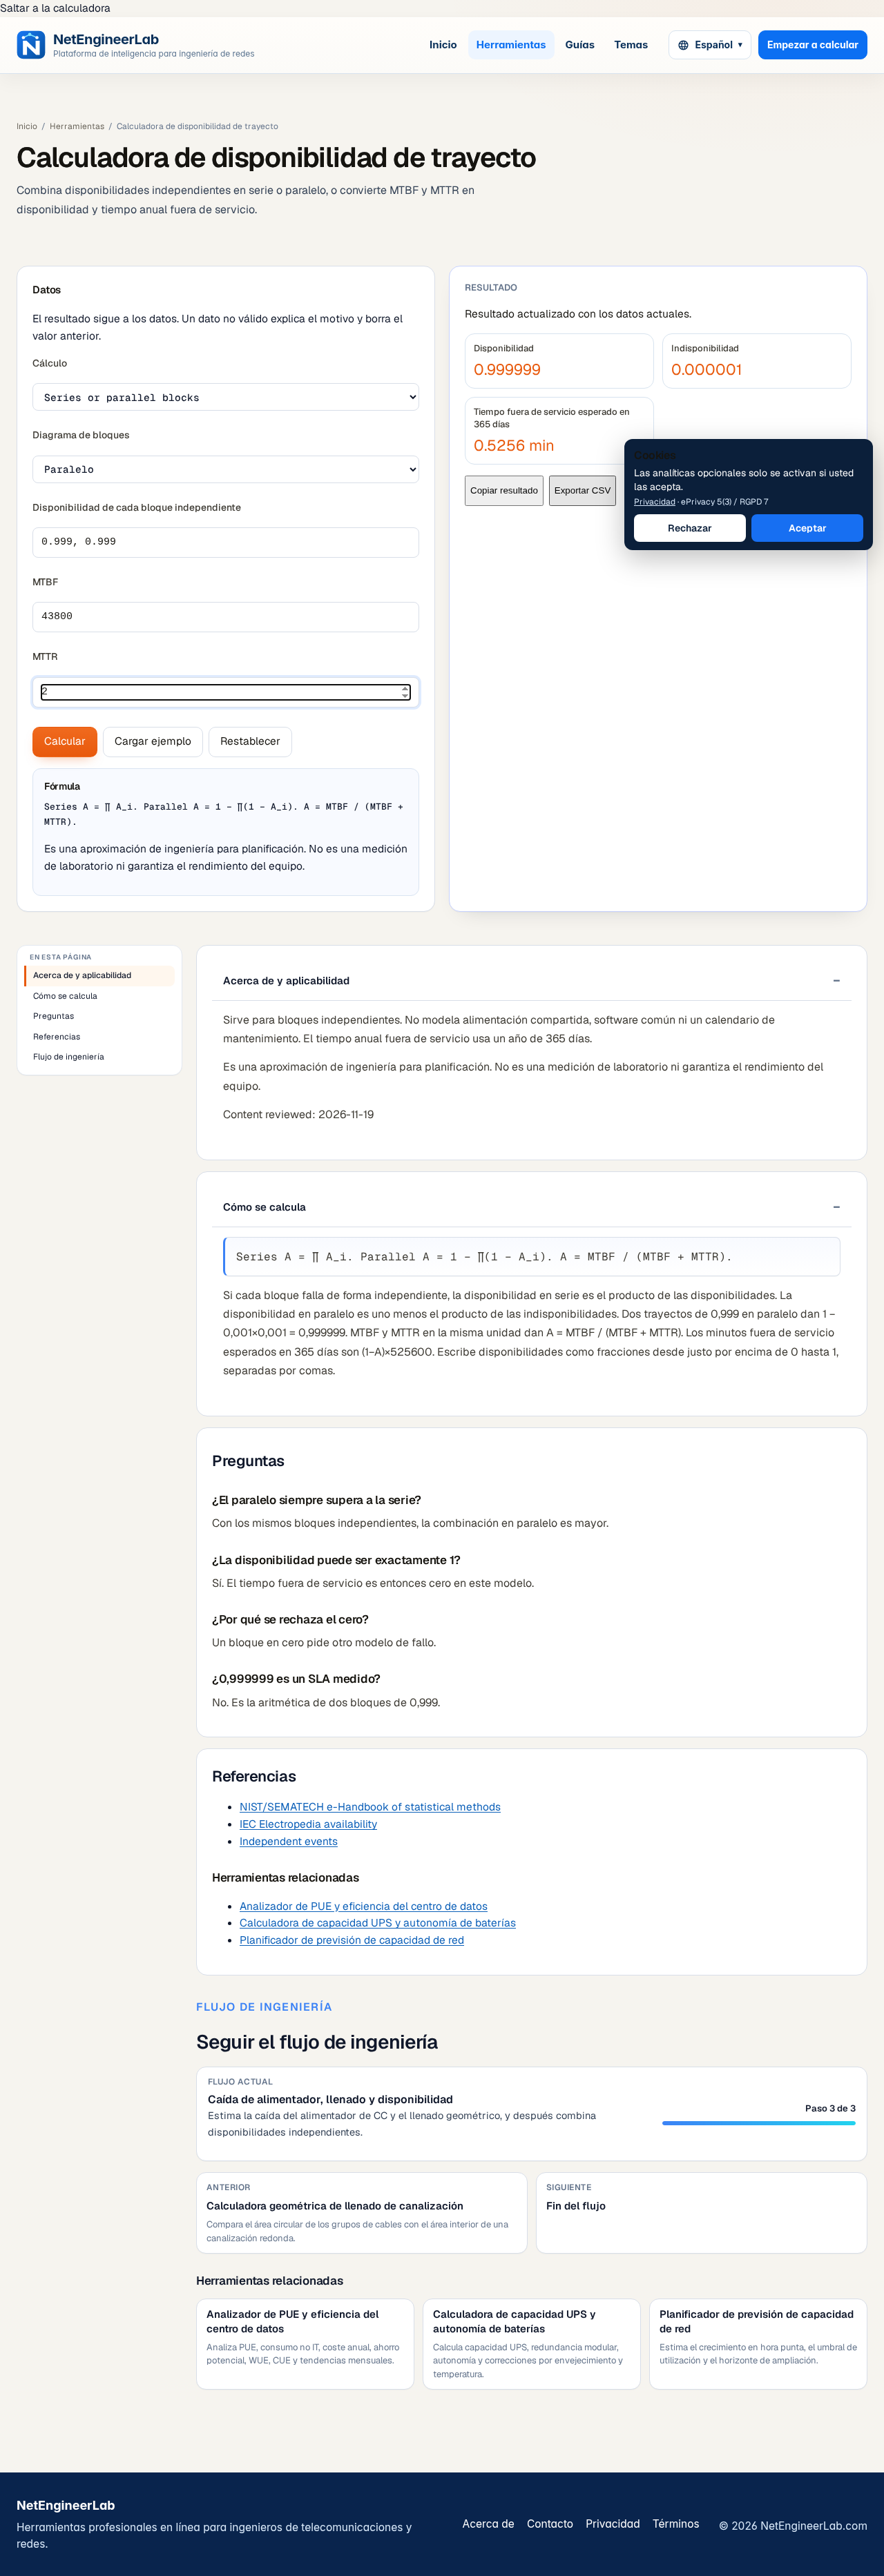 Saltar a la calculadora
NetEngineerLab
Plataforma de inteligencia para ingeniería de redes
Inicio
Herramientas
Guías
Temas
Español ▾
Empezar a calcular
Inicio / Herramientas / Calculadora de disponibilidad de trayecto
Calculadora de disponibilidad de trayecto
Combina disponibilidades independientes en serie o paralelo, o convierte MTBF y MTTR en
disponibilidad y tiempo anual fuera de servicio.
Datos
El resultado sigue a los datos. Un dato no válido explica el motivo y borra el
valor anterior.
Cálculo
Series or parallel blocks
Diagrama de bloques
Paralelo
Disponibilidad de cada bloque independiente
0.999, 0.999
MTBF
43800
MTTR
2
Calcular
Cargar ejemplo
Restablecer
Fórmula
Series A = ∏ A_i. Parallel A = 1 − ∏(1 − A_i). A = MTBF / (MTBF +
MTTR).
Es una aproximación de ingeniería para planificación. No es una medición
de laboratorio ni garantiza el rendimiento del equipo.
RESULTADO
Resultado actualizado con los datos actuales.
Disponibilidad
0.999999
Indisponibilidad
0.000001
Tiempo fuera de servicio esperado en
365 días
0.5256 min
Copiar resultado
Exportar CSV
Cookies
Las analíticas opcionales solo se activan si usted
las acepta.
Privacidad · ePrivacy 5(3) / RGPD 7
Rechazar
Aceptar
EN ESTA PÁGINA
Acerca de y aplicabilidad
Cómo se calcula
Preguntas
Referencias
Flujo de ingeniería
Acerca de y aplicabilidad −
Sirve para bloques independientes. No modela alimentación compartida, software común ni un calendario de
mantenimiento. El tiempo anual fuera de servicio usa un año de 365 días.
Es una aproximación de ingeniería para planificación. No es una medición de laboratorio ni garantiza el rendimiento del
equipo.
Content reviewed: 2026-11-19
Cómo se calcula −
Series A = ∏ A_i. Parallel A = 1 − ∏(1 − A_i). A = MTBF / (MTBF + MTTR).
Si cada bloque falla de forma independiente, la disponibilidad en serie es el producto de las disponibilidades. La
disponibilidad en paralelo es uno menos el producto de las indisponibilidades. Dos trayectos de 0,999 en paralelo dan 1 −
0,001×0,001 = 0,999999. MTBF y MTTR en la misma unidad dan A = MTBF / (MTBF + MTTR). Los minutos fuera de servicio
esperados en 365 días son (1−A)×525600. Escribe disponibilidades como fracciones desde justo por encima de 0 hasta 1,
separadas por comas.
Preguntas
¿El paralelo siempre supera a la serie?
Con los mismos bloques independientes, la combinación en paralelo es mayor.
¿La disponibilidad puede ser exactamente 1?
Sí. El tiempo fuera de servicio es entonces cero en este modelo.
¿Por qué se rechaza el cero?
Un bloque en cero pide otro modelo de fallo.
¿0,999999 es un SLA medido?
No. Es la aritmética de dos bloques de 0,999.
Referencias
NIST/SEMATECH e-Handbook of statistical methods
IEC Electropedia availability
Independent events
Herramientas relacionadas
Analizador de PUE y eficiencia del centro de datos
Calculadora de capacidad UPS y autonomía de baterías
Planificador de previsión de capacidad de red
FLUJO DE INGENIERÍA
Seguir el flujo de ingeniería
FLUJO ACTUAL
Caída de alimentador, llenado y disponibilidad
Estima la caída del alimentador de CC y el llenado geométrico, y después combina
disponibilidades independientes.
Paso 3 de 3
ANTERIOR
Calculadora geométrica de llenado de canalización
Compara el área circular de los grupos de cables con el área interior de una
canalización redonda.
SIGUIENTE
Fin del flujo
Herramientas relacionadas
Analizador de PUE y eficiencia del
centro de datos
Analiza PUE, consumo no IT, coste anual, ahorro
potencial, WUE, CUE y tendencias mensuales.
Calculadora de capacidad UPS y
autonomía de baterías
Calcula capacidad UPS, redundancia modular,
autonomía y correcciones por envejecimiento y
temperatura.
Planificador de previsión de capacidad
de red
Estima el crecimiento en hora punta, el umbral de
utilización y el horizonte de ampliación.
NetEngineerLab
Herramientas profesionales en línea para ingenieros de telecomunicaciones y
redes.
Acerca de
Contacto
Privacidad
Términos
© 2026 NetEngineerLab.com